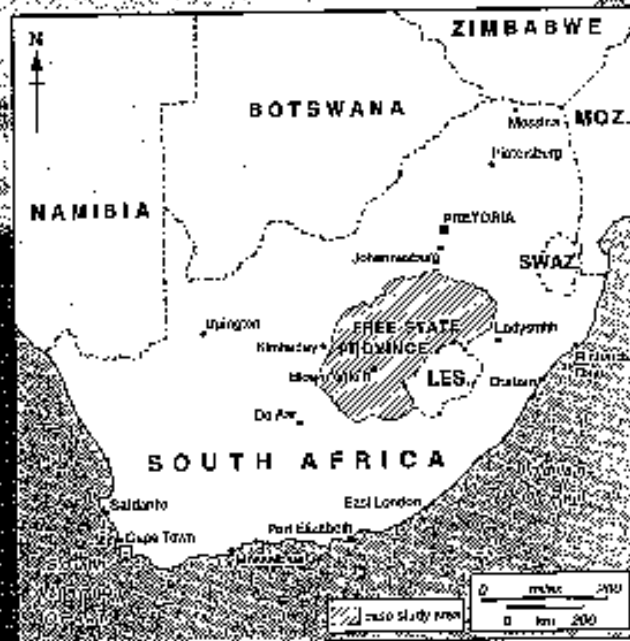 N
ZIMBABWE
BOTSWANA
MOZ.
Messina
Pietersburg
NAMIBIA
PRETORIA
Johannesburg
SWAZ.
Upington
FREE STATE
Ladysmith
Kimberley
PROVINCE
LES.
Durban
De Aar
SOUTH AFRICA
Saldanha
East London
Cape Town
Port Elizabeth
0 miles 200
case study area
0 km 200